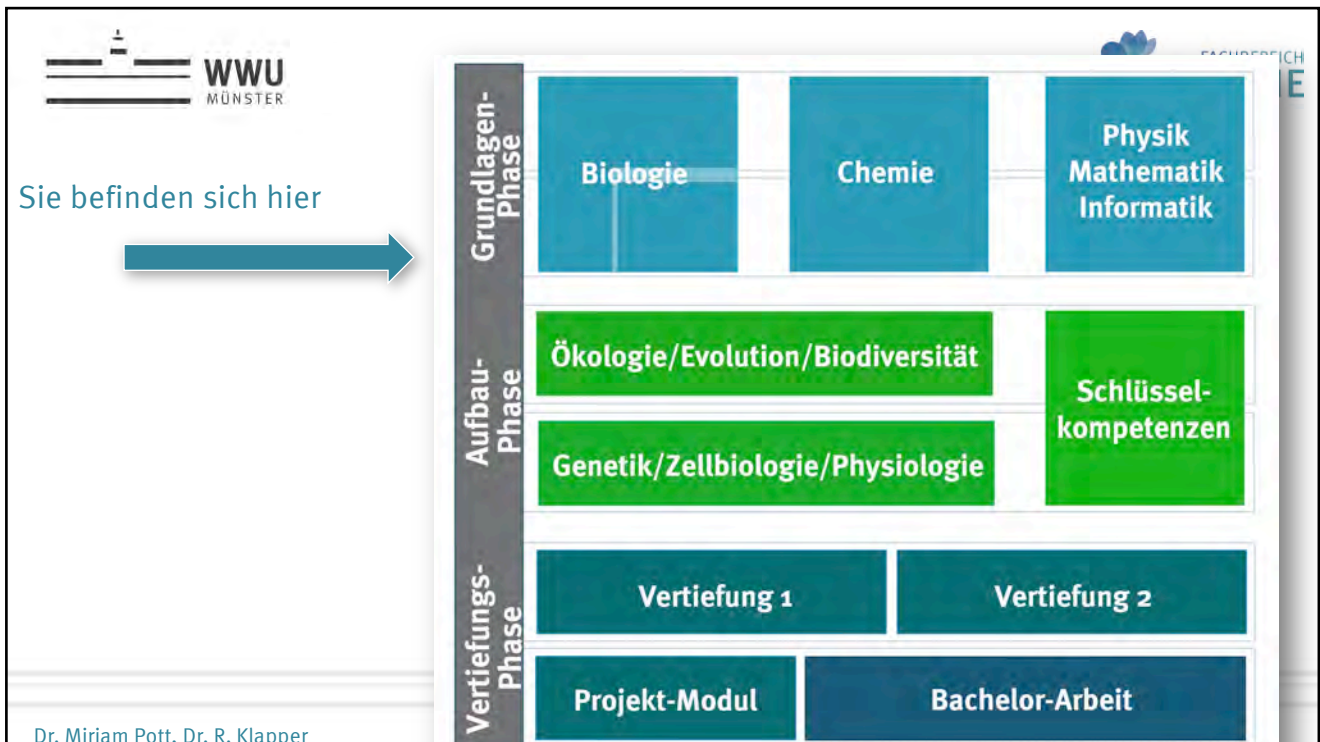 WWU
MÜNSTER
Sie befinden sich hier
Grundlagen-
Phase
Biologie
Chemie
Physik
Mathematik
Informatik
Aufbau-
Phase
Ökologie/Evolution/Biodiversität
Genetik/Zellbiologie/Physiologie
Schlüssel-
kompetenzen
Vertiefungs-
Phase
Vertiefung 1
Vertiefung 2
Projekt-Modul
Bachelor-Arbeit
Dr. Miriam Pott, Dr. R. Klapper